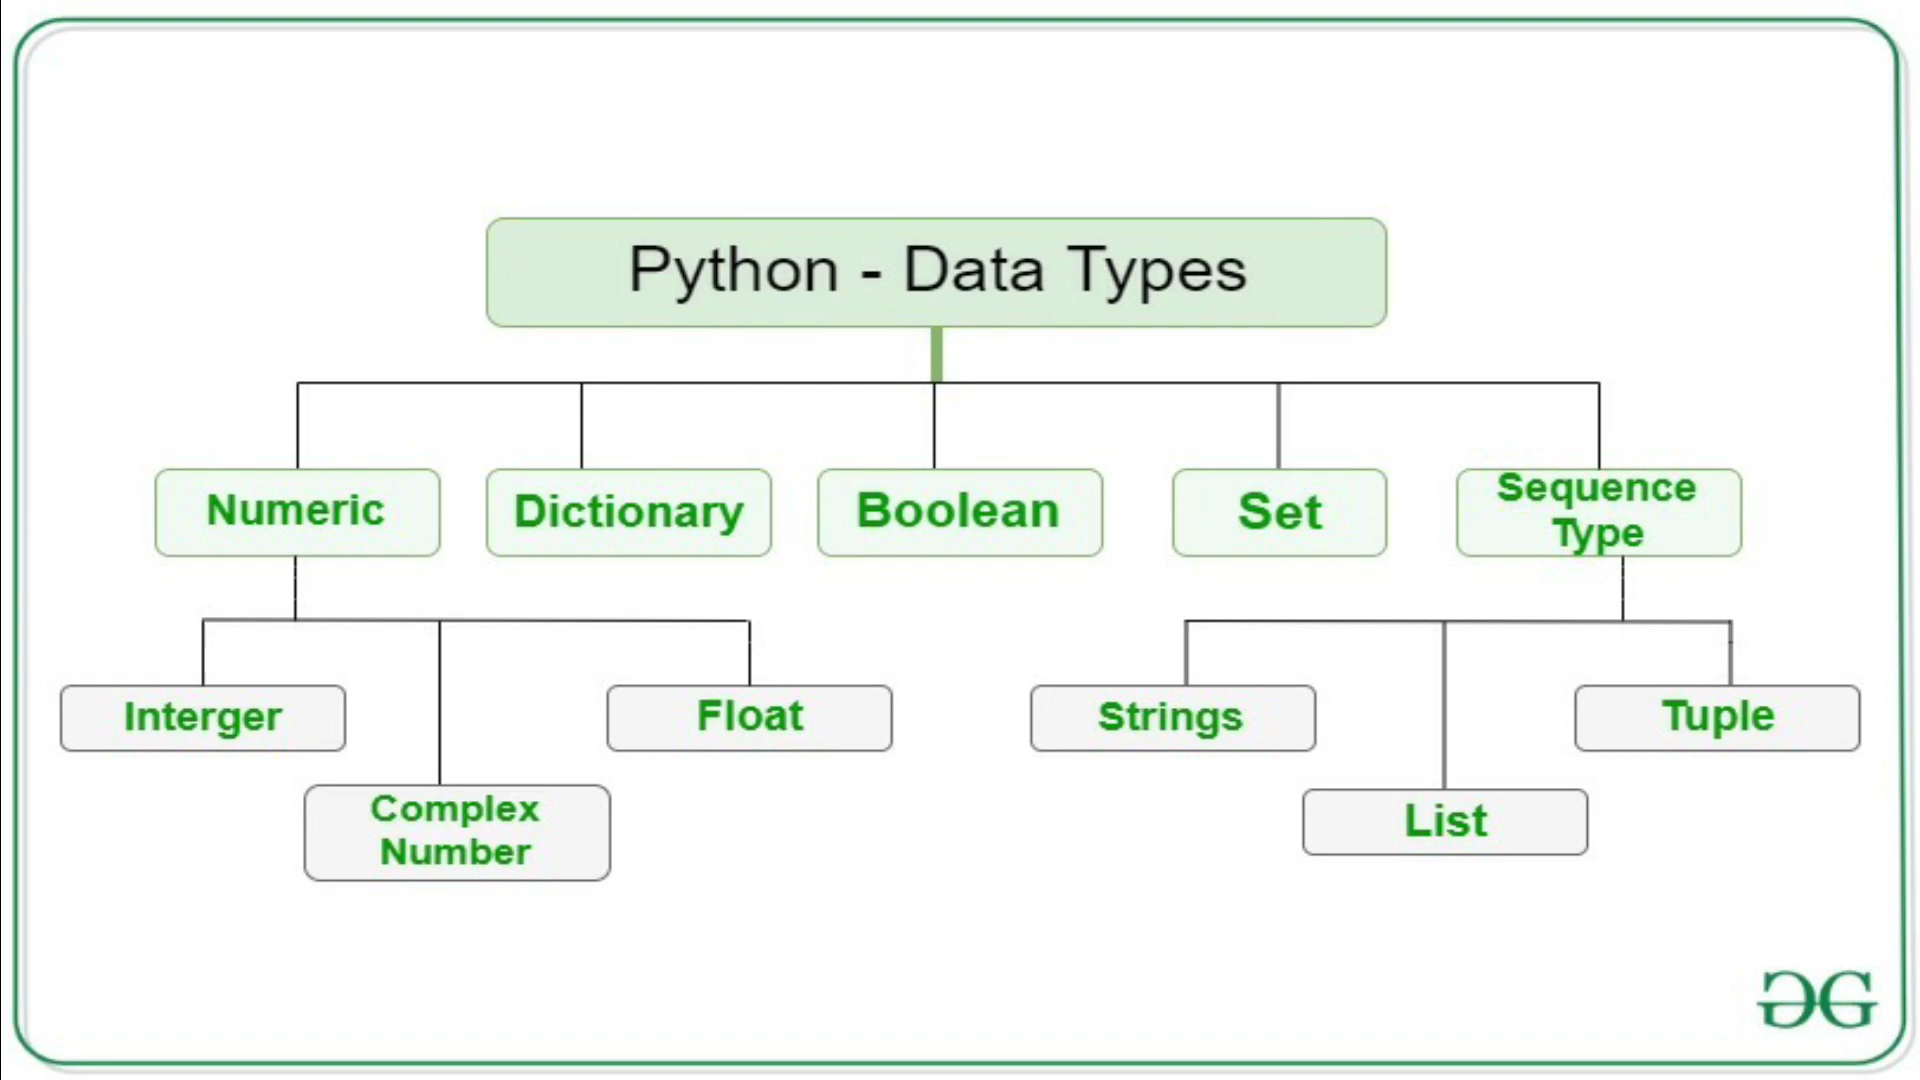 Python - Data Types
Numeric
Dictionary
Boolean
Set
Sequence
Type
Interger
Float
Strings
Tuple
Complex
Number
List